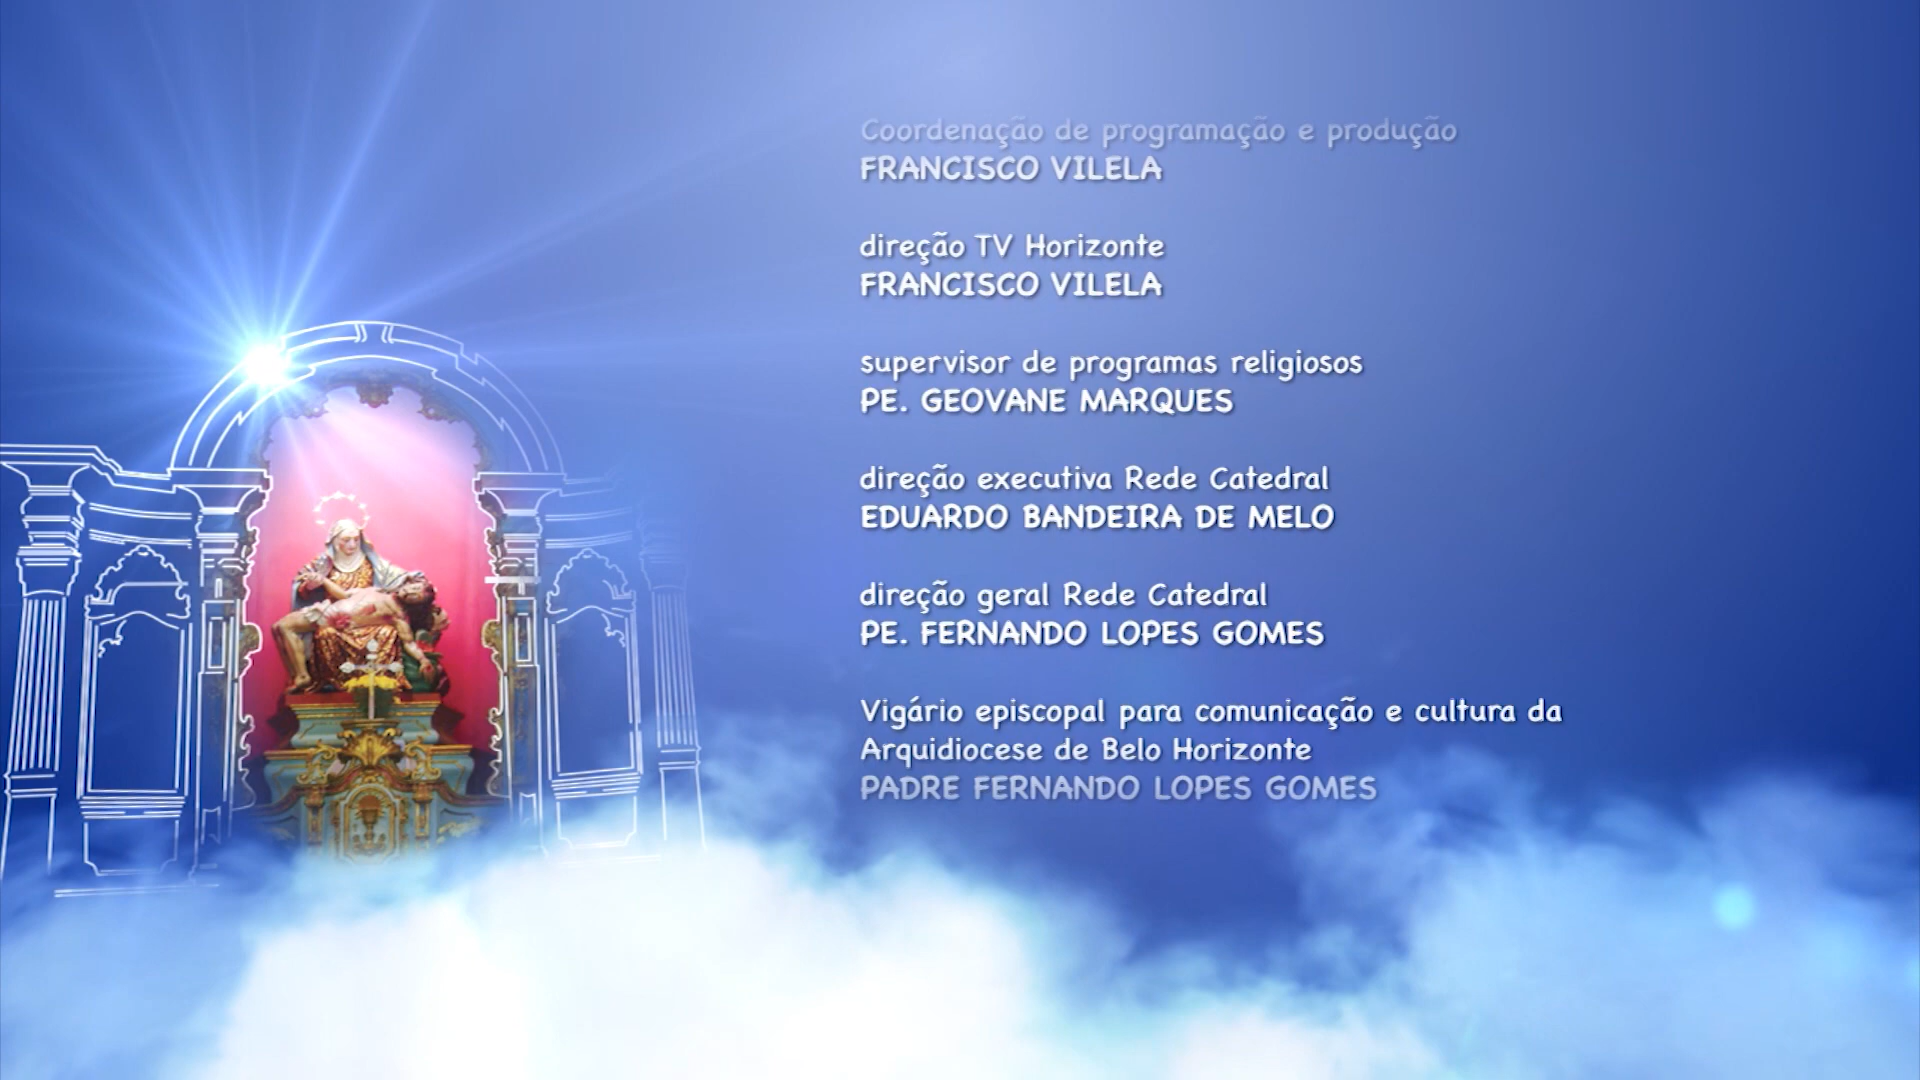 Coordenação de programação e produção
FRANCISCO VILELA
direção TV Horizonte
FRANCISCO VILELA
supervisor de programas religiosos
PE. GEOVANE MARQUES
direção executiva Rede Catedral
EDUARDO BANDEIRA DE MELO
direção geral Rede Catedral
PE. FERNANDO LOPES GOMES
Vigário episcopal para comunicação e cultura da
Arquidiocese de Belo Horizonte
PADRE FERNANDO LOPES GOMES